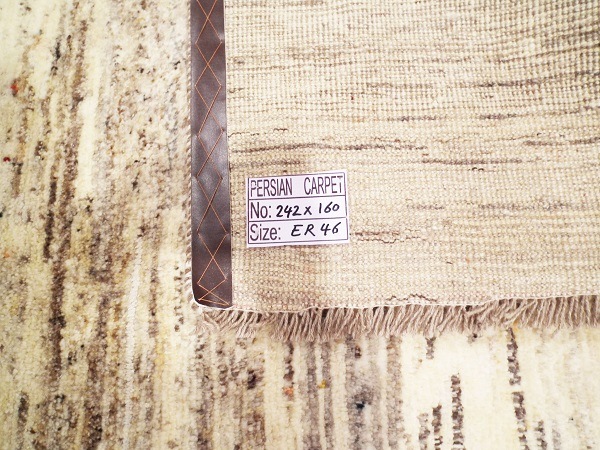 PERSIAN CARPET
No: 242 x 160
Size: ER 46